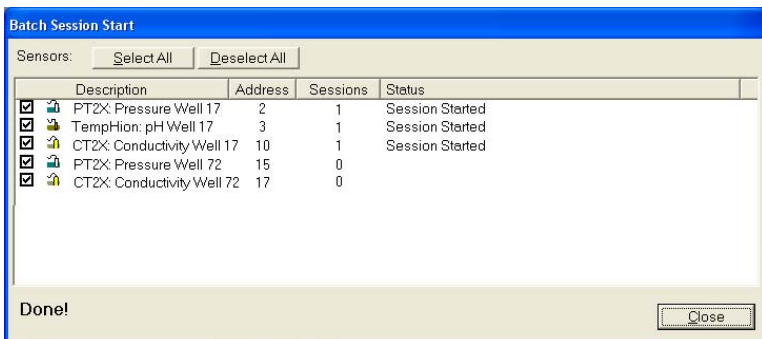 Batch Session Start
Sensors: Select All Deselect All
Description Address Sessions Status
PT2X: Pressure Well 17 2 1 Session Started
TempHion: pH Well 17 3 1 Session Started
CT2X: Conductivity Well 17 10 1 Session Started
PT2X: Pressure Well 72 15 0
CT2X: Conductivity Well 72 17 0
Done! Close